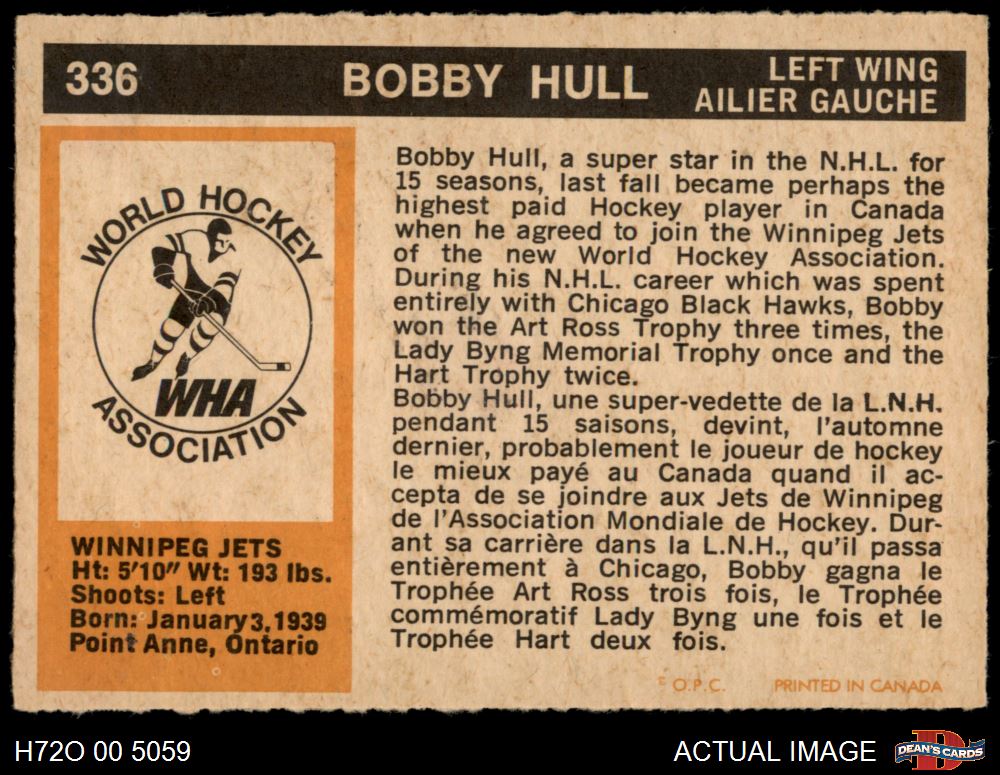 336
BOBBY HULL
LEFT WING
AILIER GAUCHE
WORLD HOCKEY
WHA
ASSOCIATION
WINNIPEG JETS
Ht: 5'10" Wt: 193 lbs.
Shoots: Left
Born: January 3, 1939
Point Anne, Ontario
Bobby Hull, a super star in the N.H.L. for
15 seasons, last fall became perhaps the
highest paid Hockey player in Canada
when he agreed to join the Winnipeg Jets
of the new World Hockey Association.
During his N.H.L. career which was spent
entirely with Chicago Black Hawks, Bobby
won the Art Ross Trophy three times, the
Lady Byng Memorial Trophy once and the
Hart Trophy twice.
Bobby Hull, une super-vedette de la L.N.H.
pendant 15 saisons, devint, l'automne
dernier, probablement le joueur de hockey
le mieux payé au Canada quand il ac-
cepta de se joindre aux Jets de Winnipeg
de l'Association Mondiale de Hockey. Dur-
ant sa carrière dans la L.N.H., qu'il passa
entièrement à Chicago, Bobby gagna le
Trophée Art Ross trois fois, le Trophée
commémoratif Lady Byng une fois et le
Trophée Hart deux fois.
O.P.C. PRINTED IN CANADA
H72O 00 5059
ACTUAL IMAGE
DEAN'S CARDS